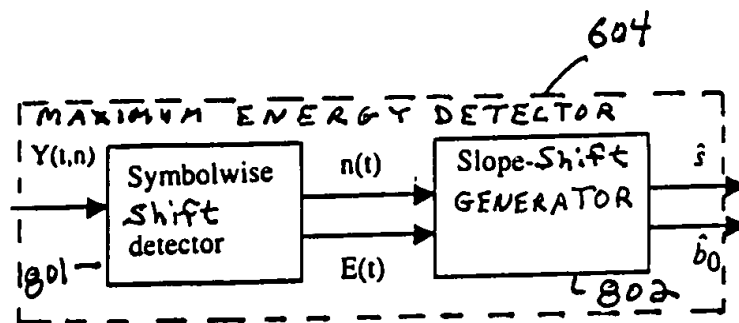 604
MAXIMUM ENERGY DETECTOR
Y(t,n)
Symbolwise
Shift
detector
801
n(t)
E(t)
Slope-Shift
GENERATOR
802
ŝ
b̂0